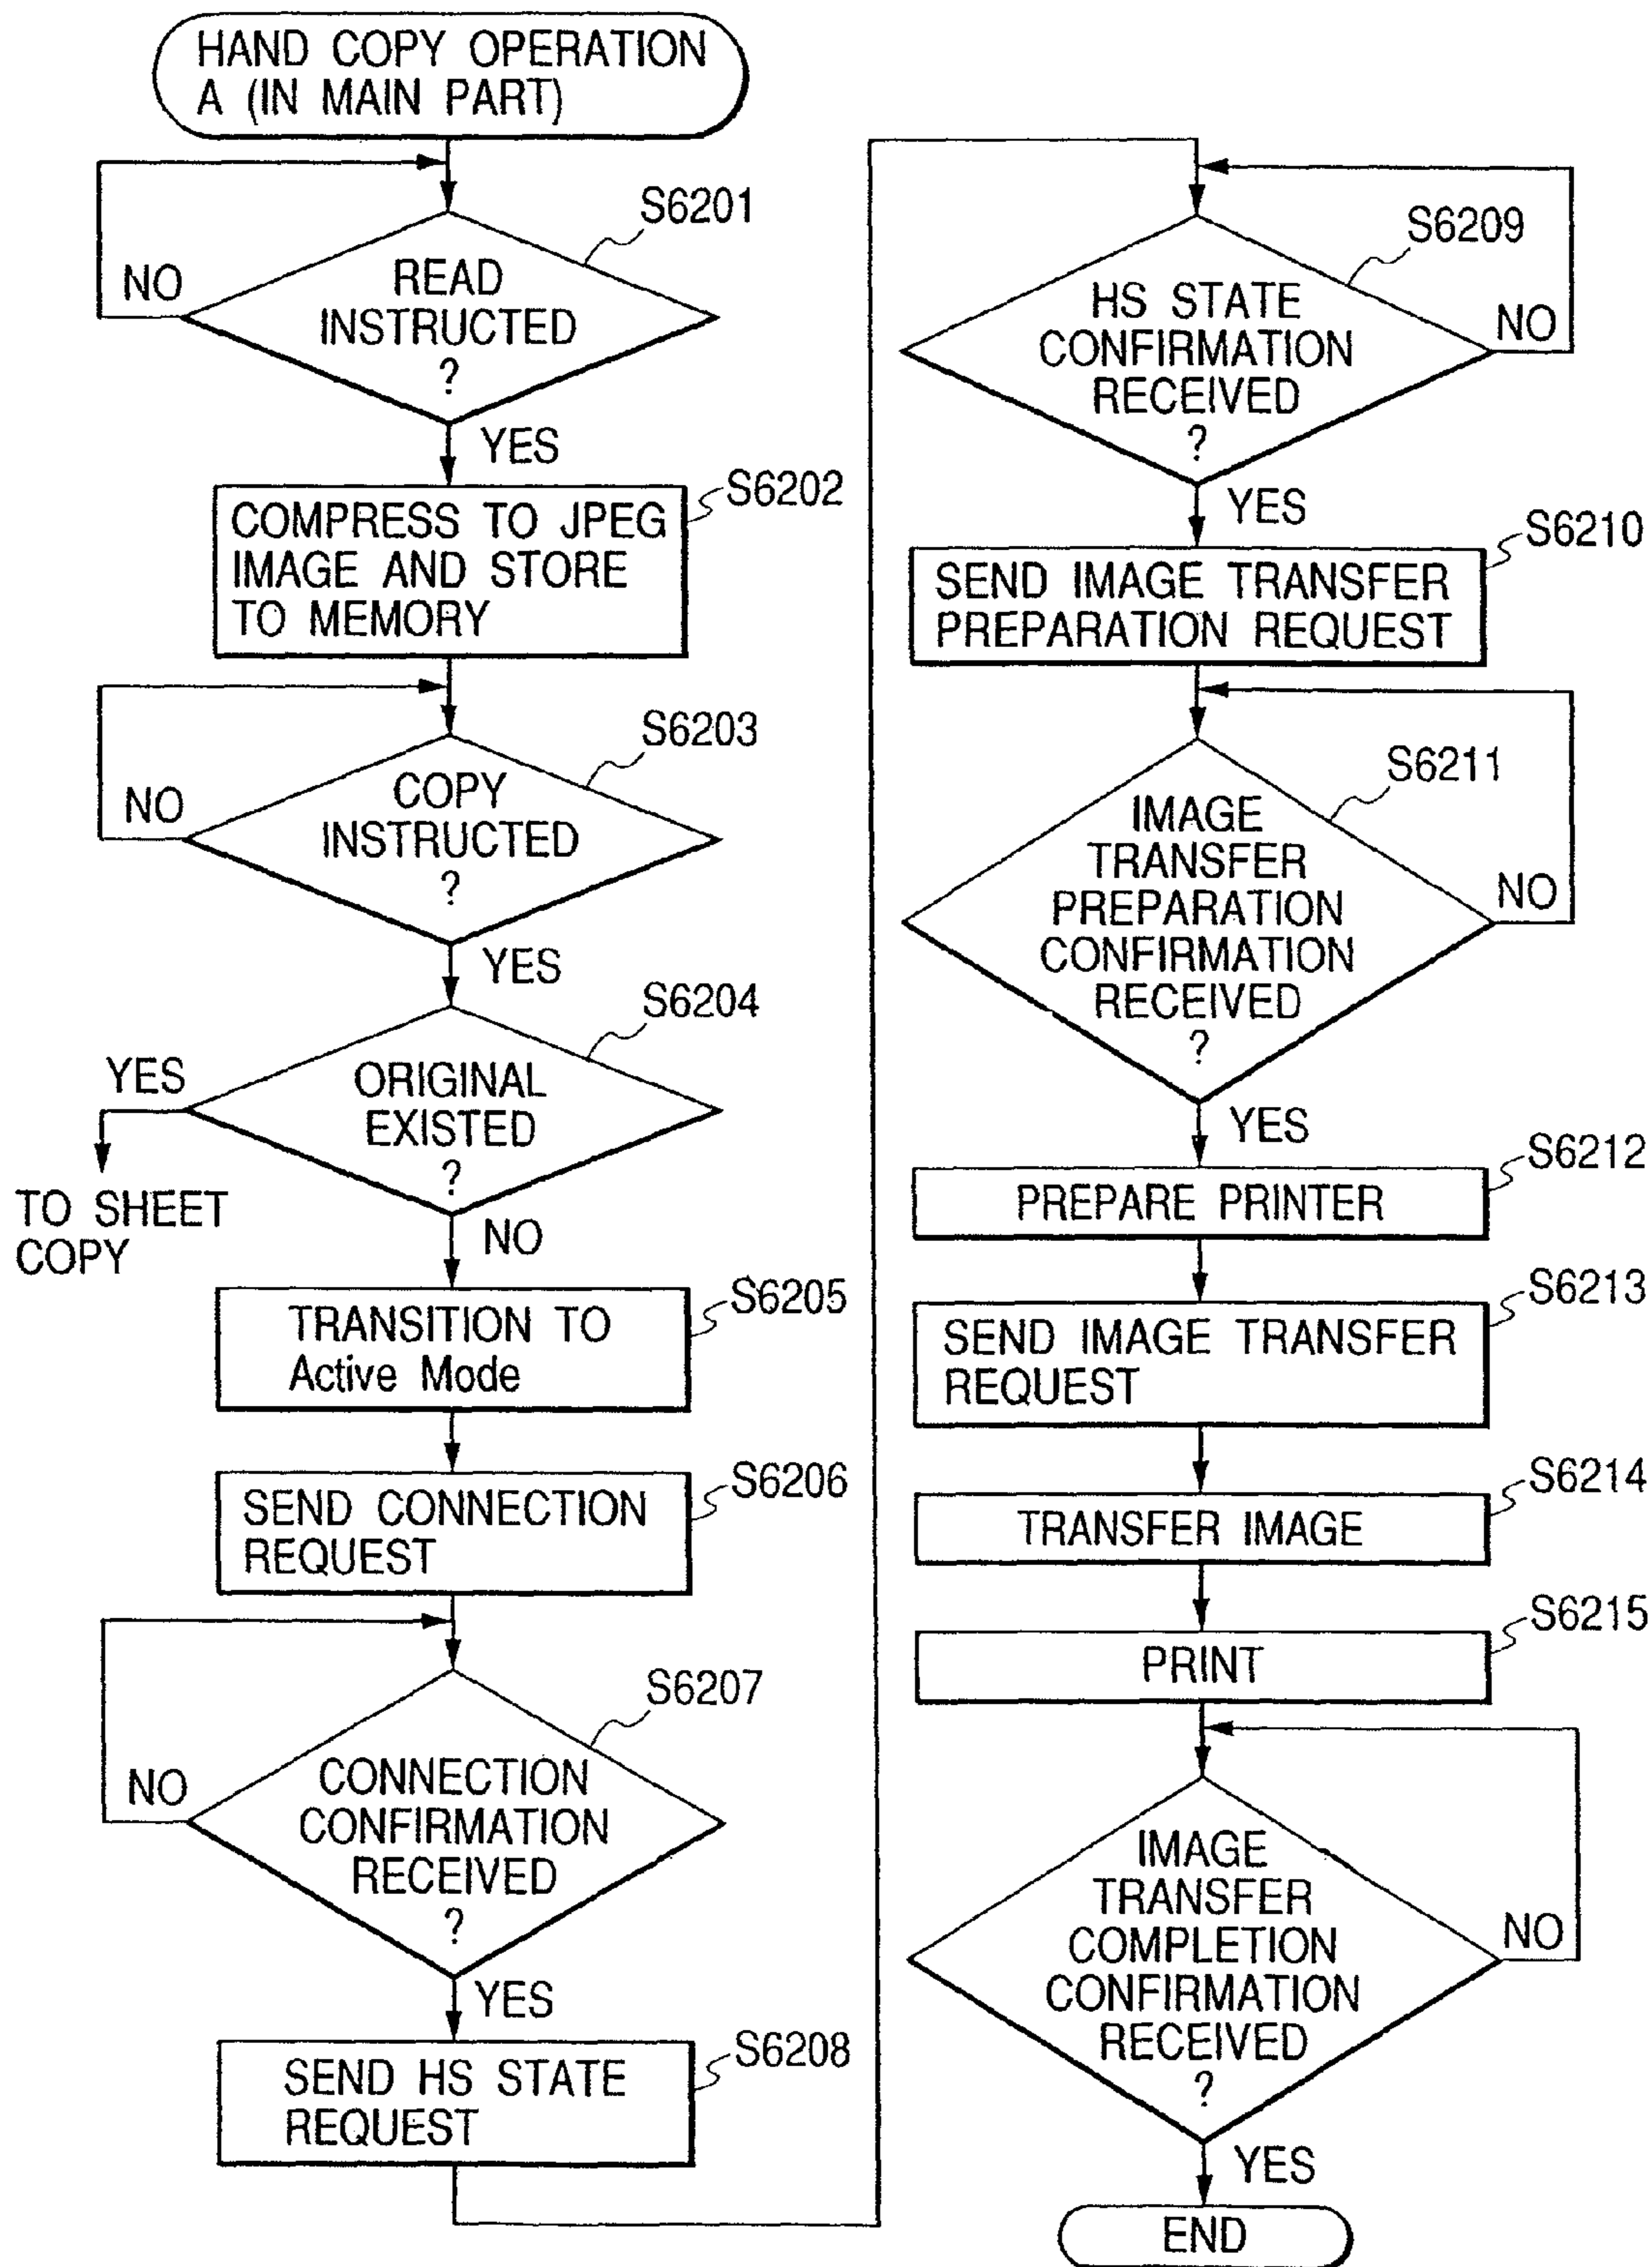 HAND COPY OPERATION
A (IN MAIN PART)
S6201
READ
INSTRUCTED
?
NO
YES
S6202
COMPRESS TO JPEG
IMAGE AND STORE
TO MEMORY
S6203
COPY
INSTRUCTED
?
NO
YES
S6204
ORIGINAL
EXISTED
?
YES
TO SHEET
COPY
NO
S6205
TRANSITION TO
Active Mode
S6206
SEND CONNECTION
REQUEST
S6207
CONNECTION
CONFIRMATION
RECEIVED
?
NO
YES
S6208
SEND HS STATE
REQUEST
S6209
HS STATE
CONFIRMATION
RECEIVED
?
NO
YES
S6210
SEND IMAGE TRANSFER
PREPARATION REQUEST
S6211
IMAGE
TRANSFER
PREPARATION
CONFIRMATION
RECEIVED
?
NO
YES
S6212
PREPARE PRINTER
S6213
SEND IMAGE TRANSFER
REQUEST
S6214
TRANSFER IMAGE
S6215
PRINT
IMAGE
TRANSFER
COMPLETION
CONFIRMATION
RECEIVED
?
NO
YES
END